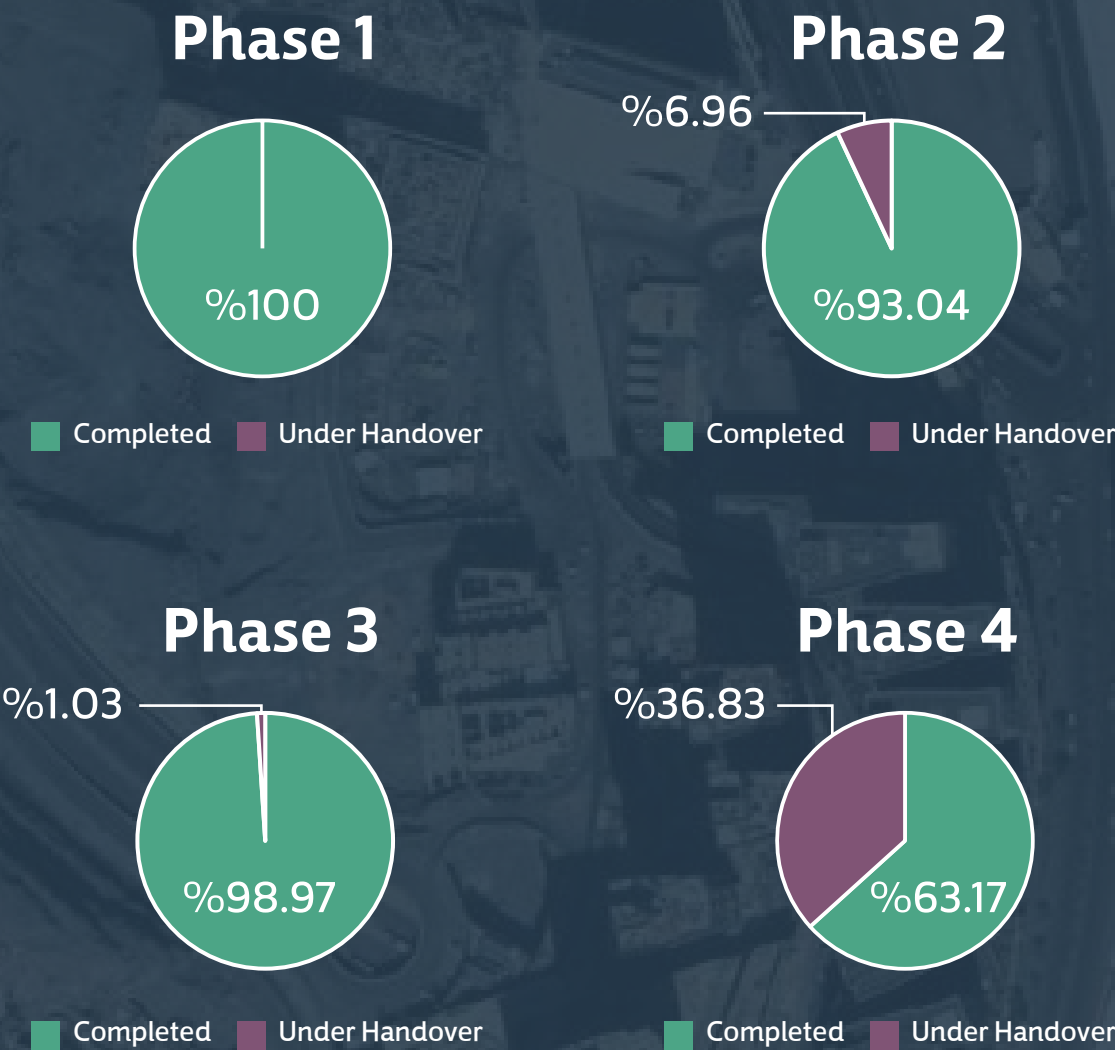 Phase 1
%100
Completed
Under Handover
Phase 2
%6.96
%93.04
Completed
Under Handover
Phase 3
%1.03
%98.97
Completed
Under Handover
Phase 4
%36.83
%63.17
Completed
Under Handover